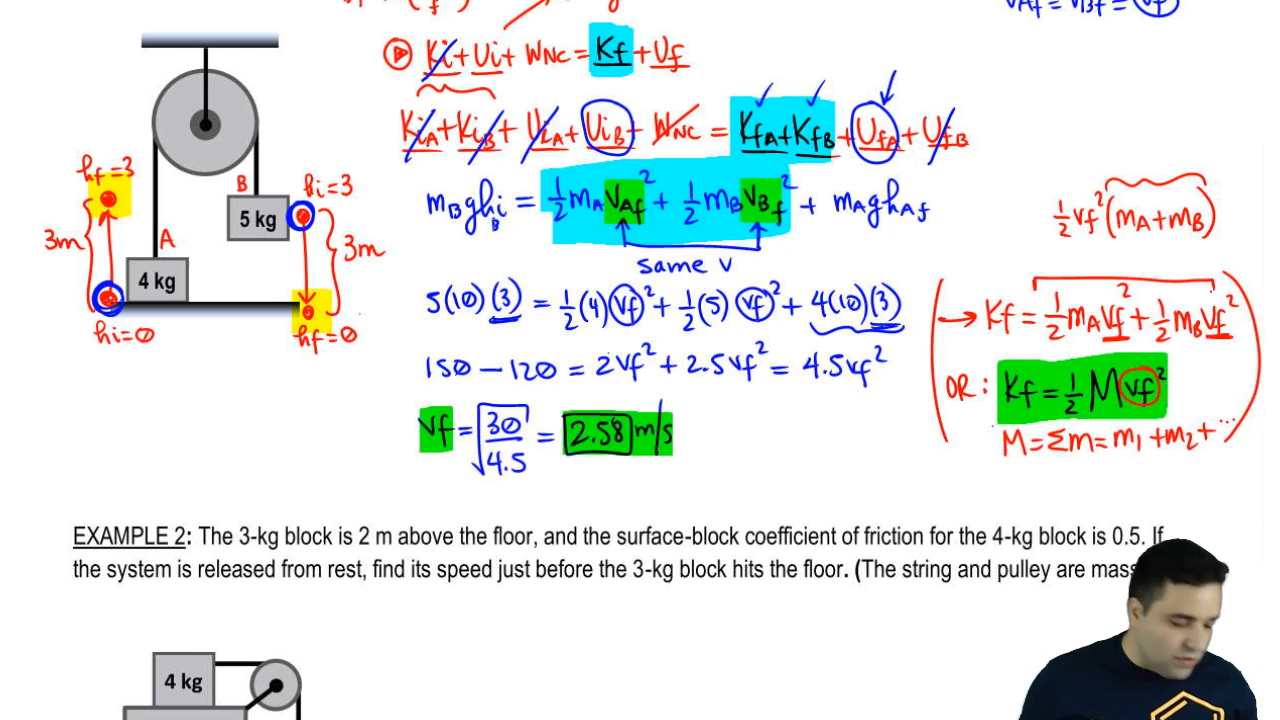 vAf = vBf = vf
Ki + Ui + WNC = Kf + Uf
KiA + KiB + UiA + UiB + WNC = KfA + KfB + UfA + UfB
hf=3
B
hi=3
mBghiB = ½mAvAf² + ½mBvBf² + mAghAf
½vf²(mA+mB)
5 kg
3m
A
3m
same v
4 kg
5(10)(3) = ½(4)(vf)² + ½(5)(vf)² + 4(10)(3)
→ Kf = ½mAvf² + ½mBvf²
hi=0
hf=0
150 − 120 = 2vf² + 2.5vf² = 4.5vf²
OR: Kf = ½Mvf²
vf = √30/4.5 = 2.58 m/s
M = Σm = m1 + m2 + ...
EXAMPLE 2: The 3-kg block is 2 m above the floor, and the surface-block coefficient of friction for the 4-kg block is 0.5. If
the system is released from rest, find its speed just before the 3-kg block hits the floor. (The string and pulley are mass
4 kg